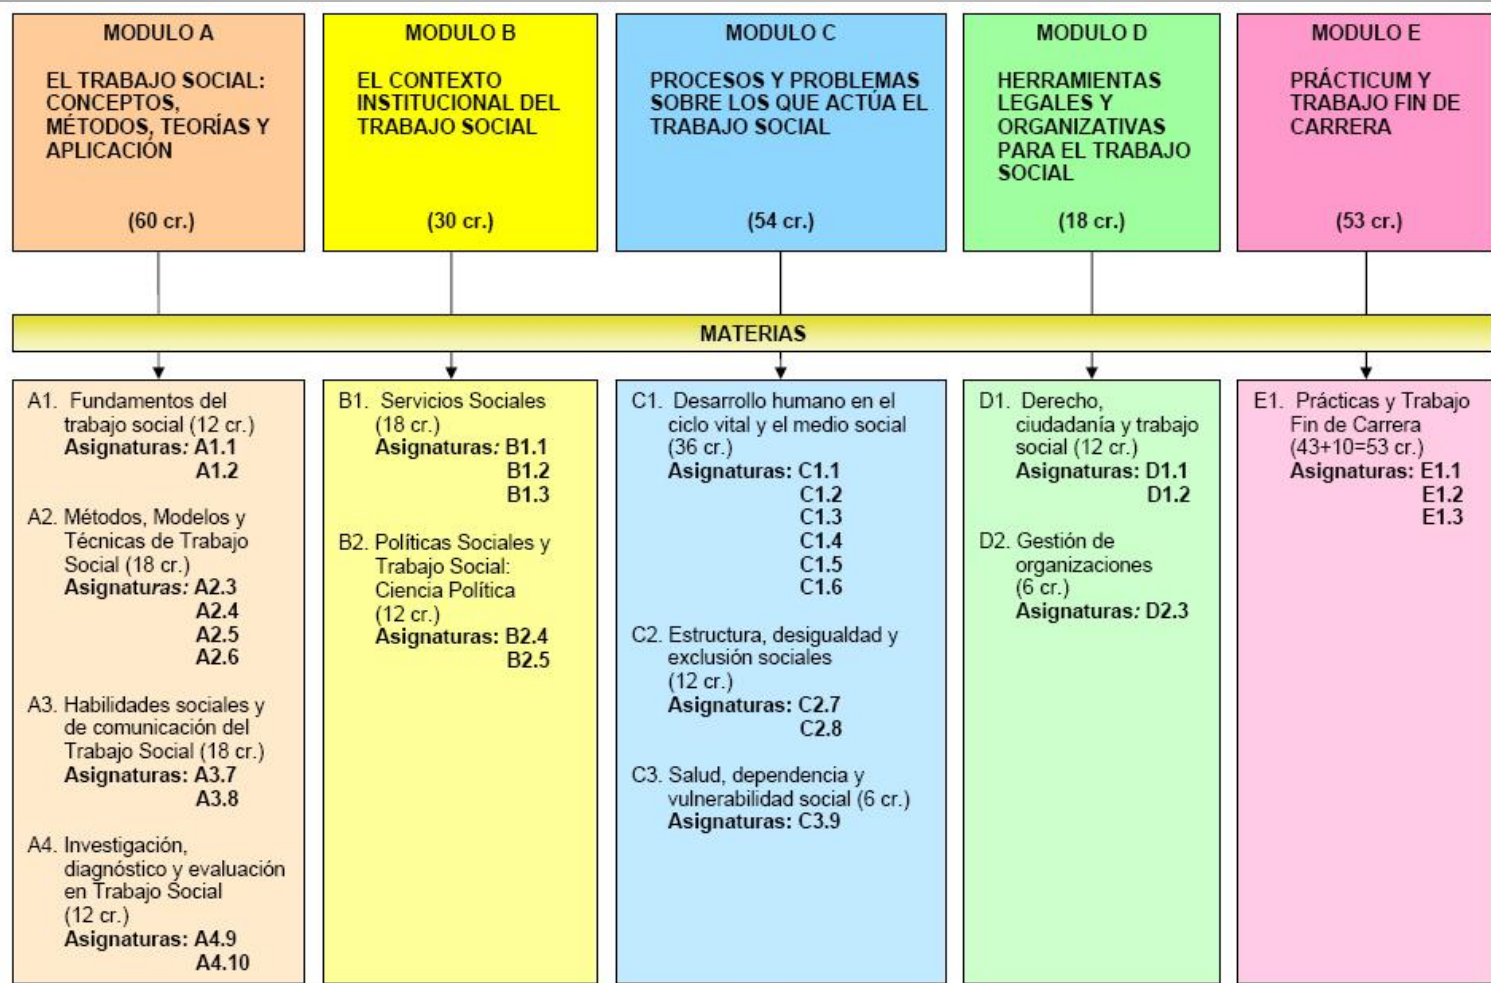 MODULO A
EL TRABAJO SOCIAL:
CONCEPTOS,
MÉTODOS, TEORÍAS Y
APLICACIÓN
(60 cr.)
MODULO B
EL CONTEXTO
INSTITUCIONAL DEL
TRABAJO SOCIAL
(30 cr.)
MODULO C
PROCESOS Y PROBLEMAS
SOBRE LOS QUE ACTÚA EL
TRABAJO SOCIAL
(54 cr.)
MODULO D
HERRAMIENTAS
LEGALES Y
ORGANIZATIVAS
PARA EL TRABAJO
SOCIAL
(18 cr.)
MODULO E
PRÁCTICUM Y
TRABAJO FIN DE
CARRERA
(53 cr.)
MATERIAS
A1. Fundamentos del
trabajo social (12 cr.)
Asignaturas: A1.1
A1.2
A2. Métodos, Modelos y
Técnicas de Trabajo
Social (18 cr.)
Asignaturas: A2.3
A2.4
A2.5
A2.6
A3. Habilidades sociales y
de comunicación del
Trabajo Social (18 cr.)
Asignaturas: A3.7
A3.8
A4. Investigación,
diagnóstico y evaluación
en Trabajo Social
(12 cr.)
Asignaturas: A4.9
A4.10
B1. Servicios Sociales
(18 cr.)
Asignaturas: B1.1
B1.2
B1.3
B2. Políticas Sociales y
Trabajo Social:
Ciencia Política
(12 cr.)
Asignaturas: B2.4
B2.5
C1. Desarrollo humano en el
ciclo vital y el medio social
(36 cr.)
Asignaturas: C1.1
C1.2
C1.3
C1.4
C1.5
C1.6
C2. Estructura, desigualdad y
exclusión sociales
(12 cr.)
Asignaturas: C2.7
C2.8
C3. Salud, dependencia y
vulnerabilidad social (6 cr.)
Asignaturas: C3.9
D1. Derecho,
ciudadanía y trabajo
social (12 cr.)
Asignaturas: D1.1
D1.2
D2. Gestión de
organizaciones
(6 cr.)
Asignaturas: D2.3
E1. Prácticas y Trabajo
Fin de Carrera
(43+10=53 cr.)
Asignaturas: E1.1
E1.2
E1.3